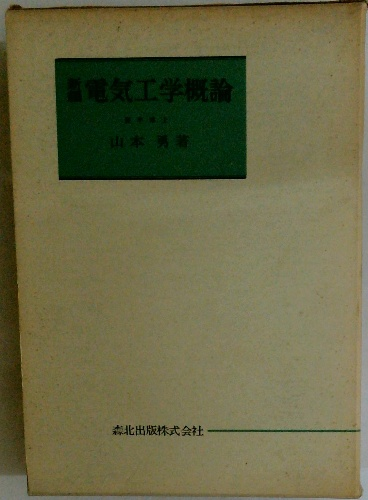 電気工学概論
山本 勇著
森北出版株式会社